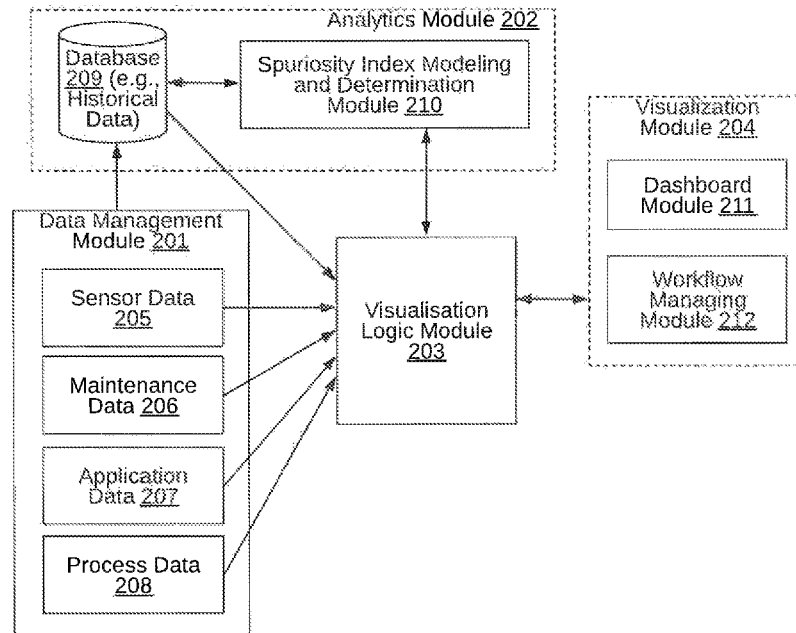 Analytics Module 202
Database
209 (e.g.,
Historical
Data)
Spuriosity Index Modeling
and Determination
Module 210
Visualization
Module 204
Dashboard
Module 211
Workflow
Managing
Module 212
Data Management
Module 201
Sensor Data
205
Maintenance
Data 206
Application
Data 207
Process Data
208
Visualisation
Logic Module
203